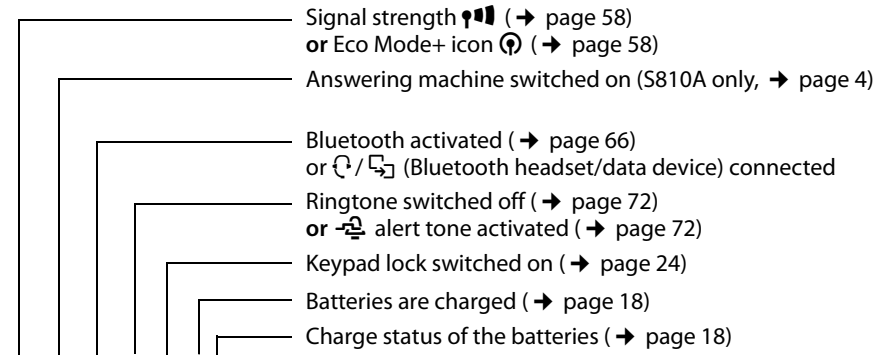 Signal strength (➔ page 58)
or Eco Mode+ icon (➔ page 58)
Answering machine switched on (S810A only, ➔ page 4)
Bluetooth activated (➔ page 66)
or / (Bluetooth headset/data device) connected
Ringtone switched off (➔ page 72)
or alert tone activated (➔ page 72)
Keypad lock switched on (➔ page 24)
Batteries are charged (➔ page 18)
Charge status of the batteries (➔ page 18)